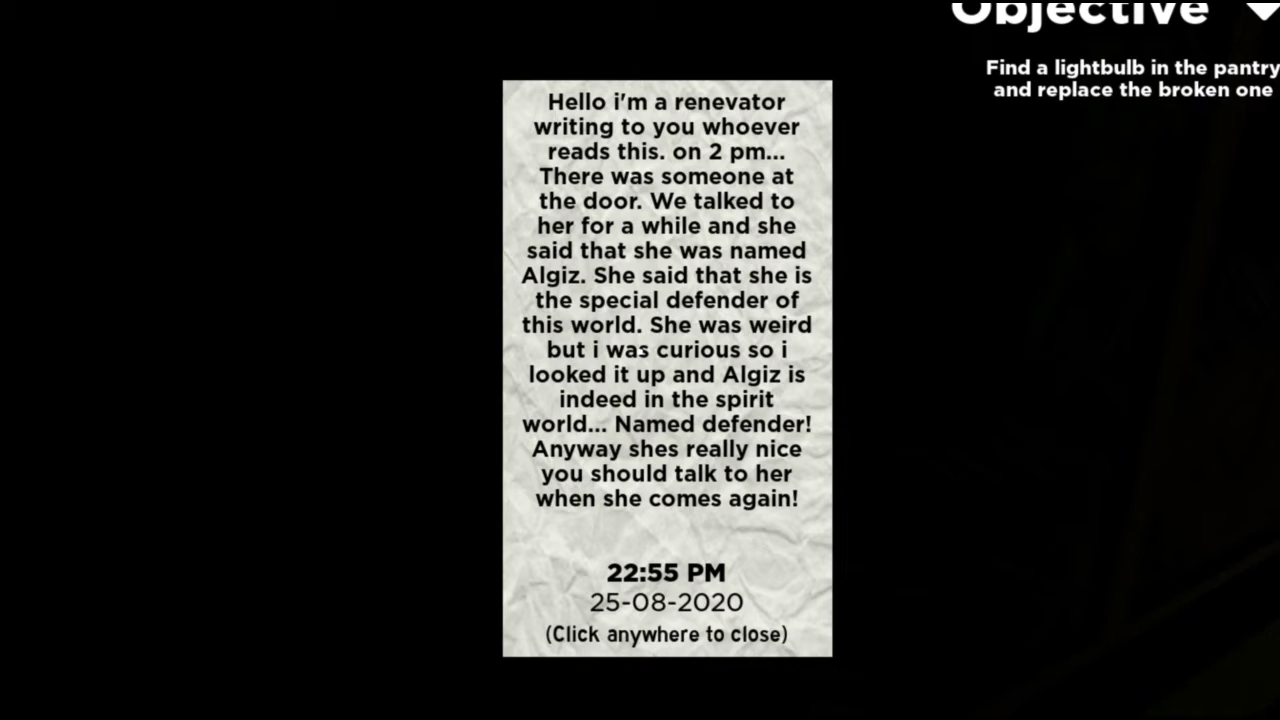 Objective
Find a lightbulb in the pantry
and replace the broken one
Hello i'm a renevator
writing to you whoever
reads this. on 2 pm...
There was someone at
the door. We talked to
her for a while and she
said that she was named
Algiz. She said that she is
the special defender of
this world. She was weird
but i was curious so i
looked it up and Algiz is
indeed in the spirit
world... Named defender!
Anyway shes really nice
you should talk to her
when she comes again!
22:55 PM
25-08-2020
(Click anywhere to close)